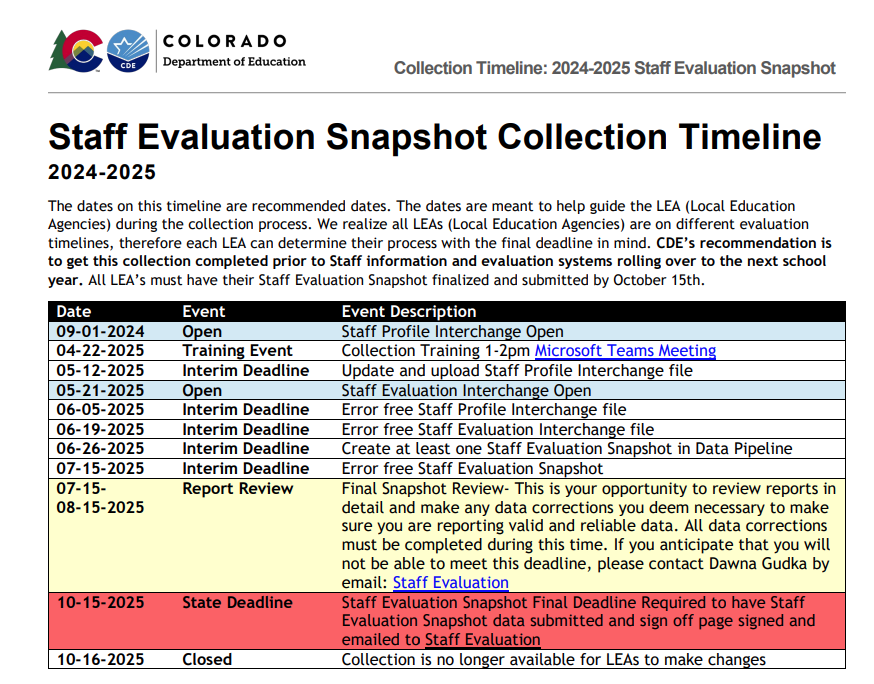 COLORADO
Department of Education
CDE
Collection Timeline: 2024-2025 Staff Evaluation Snapshot
Staff Evaluation Snapshot Collection Timeline
2024-2025
The dates on this timeline are recommended dates. The dates are meant to help guide the LEA (Local Education
Agencies) during the collection process. We realize all LEAs (Local Education Agencies) are on different evaluation
timelines, therefore each LEA can determine their process with the final deadline in mind. CDE's recommendation is
to get this collection completed prior to Staff information and evaluation systems rolling over to the next school
year. All LEA's must have their Staff Evaluation Snapshot finalized and submitted by October 15th.
Date Event Event Description
09-01-2024 Open Staff Profile Interchange Open
04-22-2025 Training Event Collection Training 1-2pm Microsoft Teams Meeting
05-12-2025 Interim Deadline Update and upload Staff Profile Interchange file
05-21-2025 Open Staff Evaluation Interchange Open
06-05-2025 Interim Deadline Error free Staff Profile Interchange file
06-19-2025 Interim Deadline Error free Staff Evaluation Interchange file
06-26-2025 Interim Deadline Create at least one Staff Evaluation Snapshot in Data Pipeline
07-15-2025 Interim Deadline Error free Staff Evaluation Snapshot
07-15- Report Review Final Snapshot Review- This is your opportunity to review reports in
08-15-2025 detail and make any data corrections you deem necessary to make
sure you are reporting valid and reliable data. All data corrections
must be completed during this time. If you anticipate that you will
not be able to meet this deadline, please contact Dawna Gudka by
email: Staff Evaluation
10-15-2025 State Deadline Staff Evaluation Snapshot Final Deadline Required to have Staff
Evaluation Snapshot data submitted and sign off page signed and
emailed to Staff Evaluation
10-16-2025 Closed Collection is no longer available for LEAs to make changes